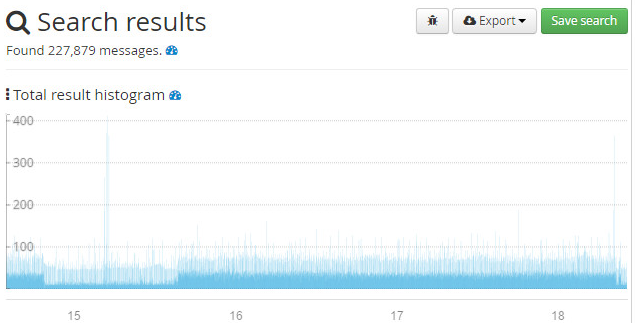 Search results
Export
Save search
Found 227,879 messages.
Total result histogram
400
300
200
100
15 16 17 18